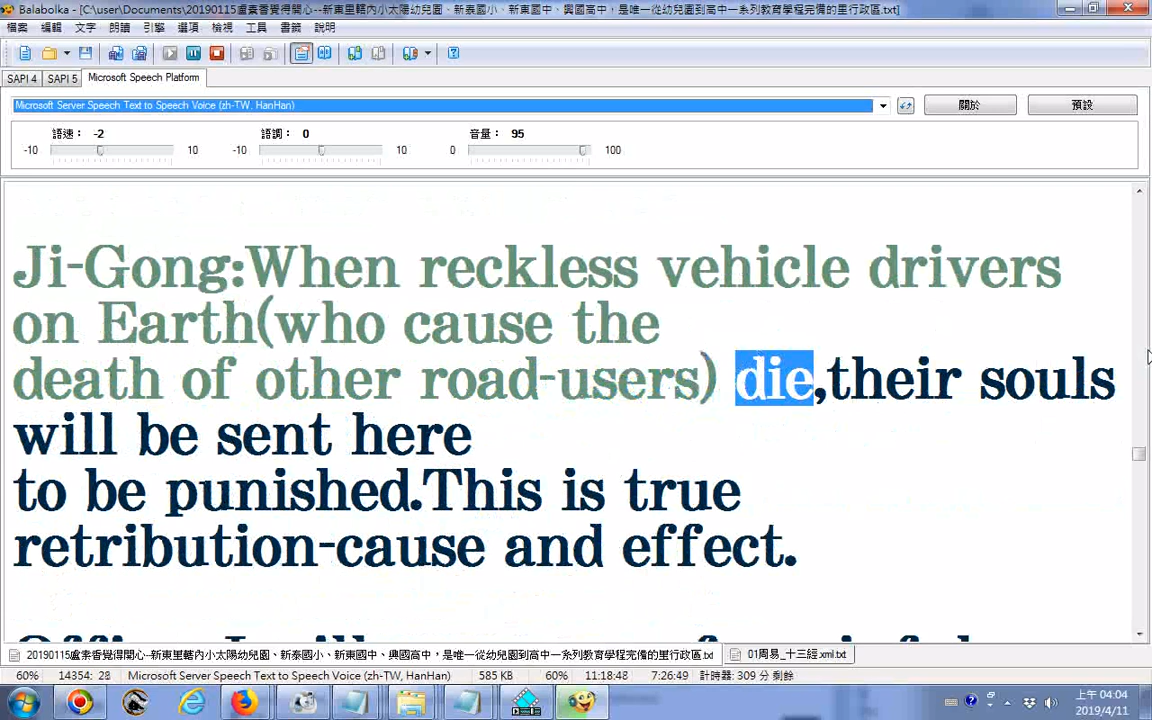 Balabolka - [C:\user\Documents\20190115盧素香覺得開心--新東里轄內小太陽幼兒園、新泰國小、新東國中、興國高中，是唯一從幼兒園到高中一系列教育學程完備的里行政區.txt]
檔案 編輯 文字 朗讀 引擎 選項 檢視 工具 書籤 說明
SAPI 4 SAPI 5 Microsoft Speech Platform
Microsoft Server Speech Text to Speech Voice (zh-TW, HanHan) 關於 預設
語速： -2 語調： 0 音量： 95
-10 10 -10 10 0 100
Ji-Gong:When reckless vehicle drivers
on Earth(who cause the
death of other road-users) die,their souls
will be sent here
to be punished.This is true
retribution-cause and effect.
20190115盧素香覺得開心--新東里轄內小太陽幼兒園、新泰國小、新東國中、興國高中，是唯一從幼兒園到高中一系列教育學程完備的里行政區.txt 01周易_十三經.xml.txt
60% 14354: 28 Microsoft Server Speech Text to Speech Voice (zh-TW, HanHan) 585 KB 60% 11:18:48 7:26:49 計時器： 309 分 剩餘
上午 04:04
2019/4/11